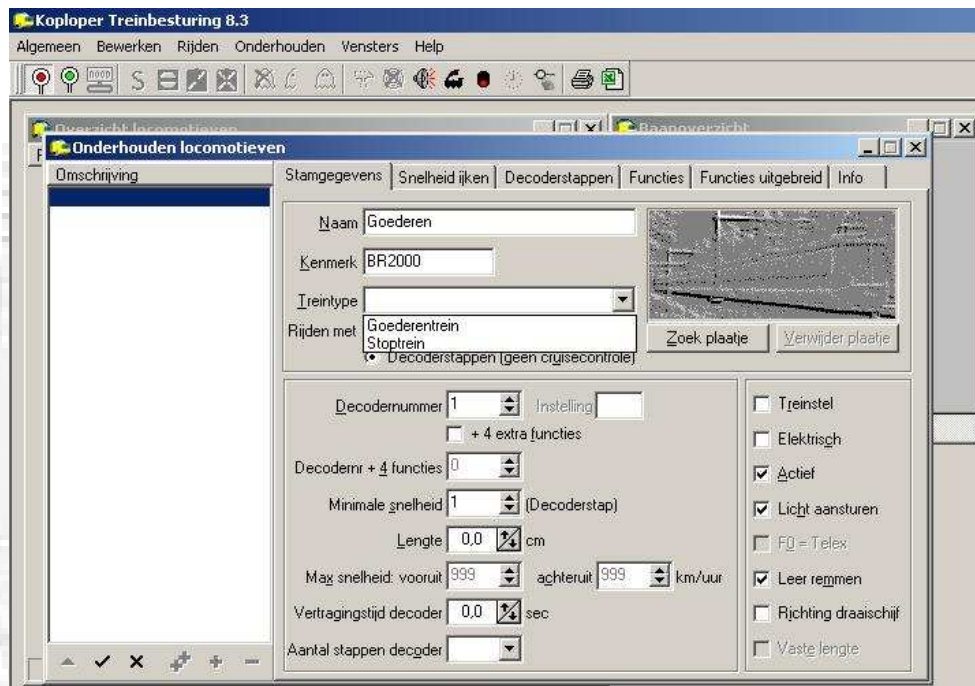 Koploper Treinbesturing 8.3
Algemeen Bewerken Rijden Onderhouden Vensters Help
NOOD
Overzicht locomotieven
Baanoverzicht
Onderhouden locomotieven
Omschrijving
Stamgegevens Snelheid ijken Decoderstappen Functies Functies uitgebreid Info
Naam Goederen
Kenmerk BR2000
Treintype
Rijden met
Goederentrein
Stoptrein
Decoderstappen (geen cruisecontrole)
Zoek plaatje Verwijder plaatje
Decodernummer 1 Instelling
+ 4 extra functies
Decodernr + 4 functies 0
Minimale snelheid 1 (Decoderstap)
Lengte 0,0 cm
Max snelheid: vooruit 999 achteruit 999 km/uur
Vertragingstijd decoder 0,0 sec
Aantal stappen decoder
Treinstel
Elektrisch
Actief
Licht aansturen
F0 = Telex
Leer remmen
Richting draaischijf
Vaste lengte